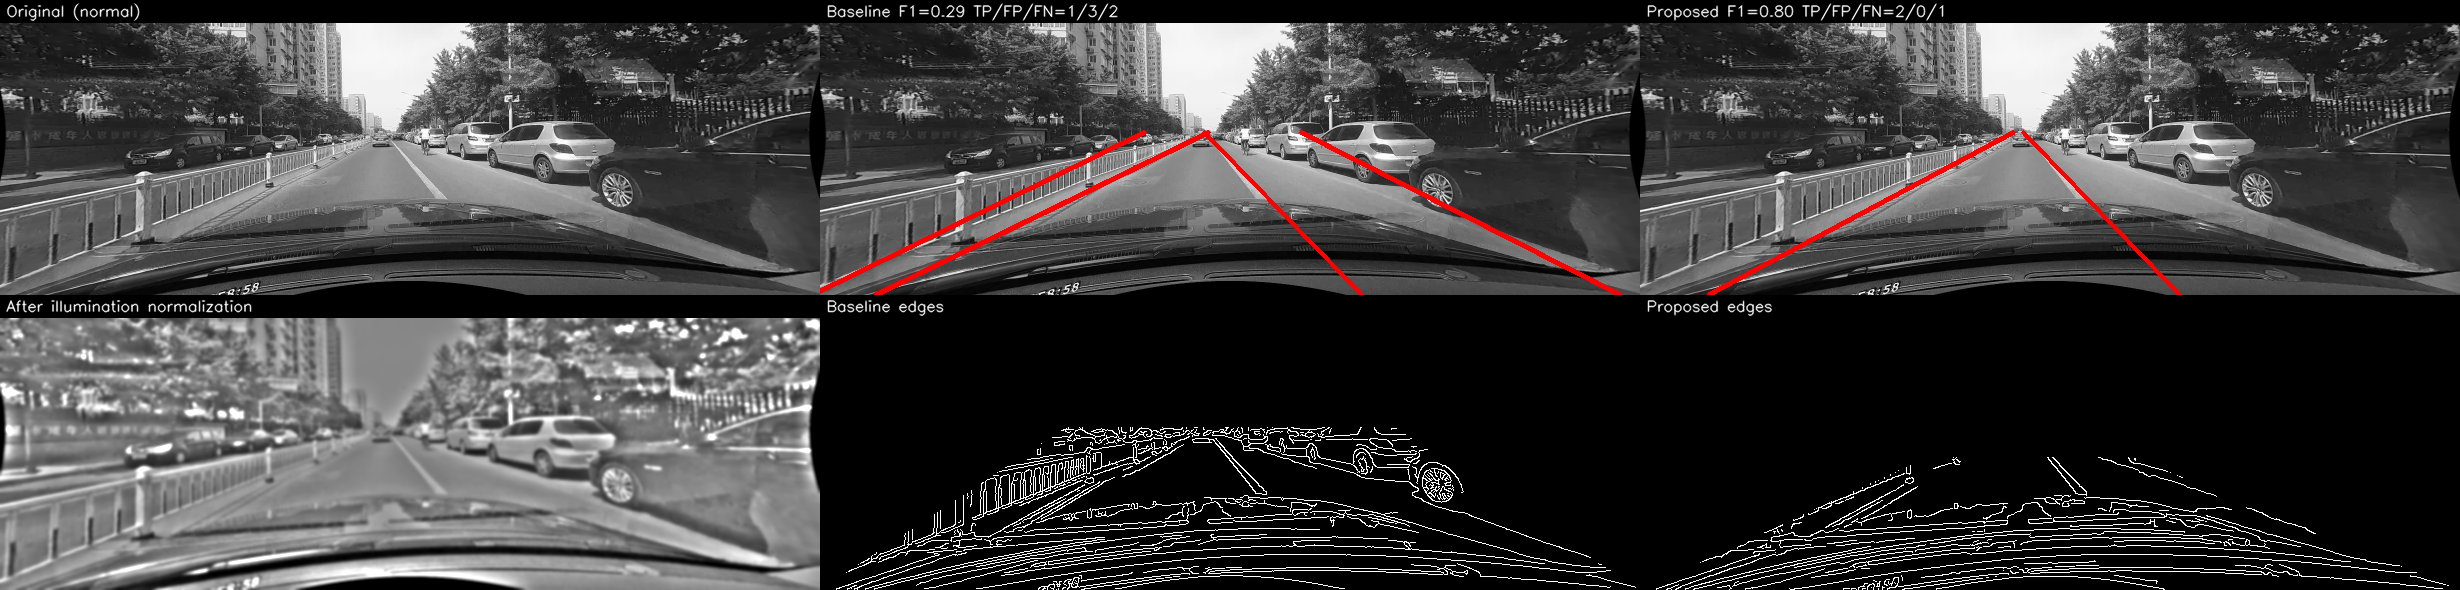 Original (normal)
Baseline F1=0.29 TP/FP/FN=1/3/2
Proposed F1=0.80 TP/FP/FN=2/0/1
After illumination normalization
Baseline edges
Proposed edges